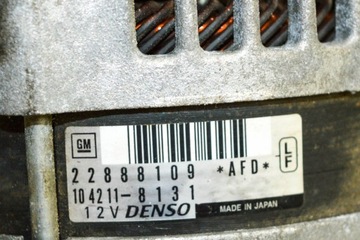 GM
22888109 *AFD*
LF
104211-8131
12V DENSO MADE IN JAPAN